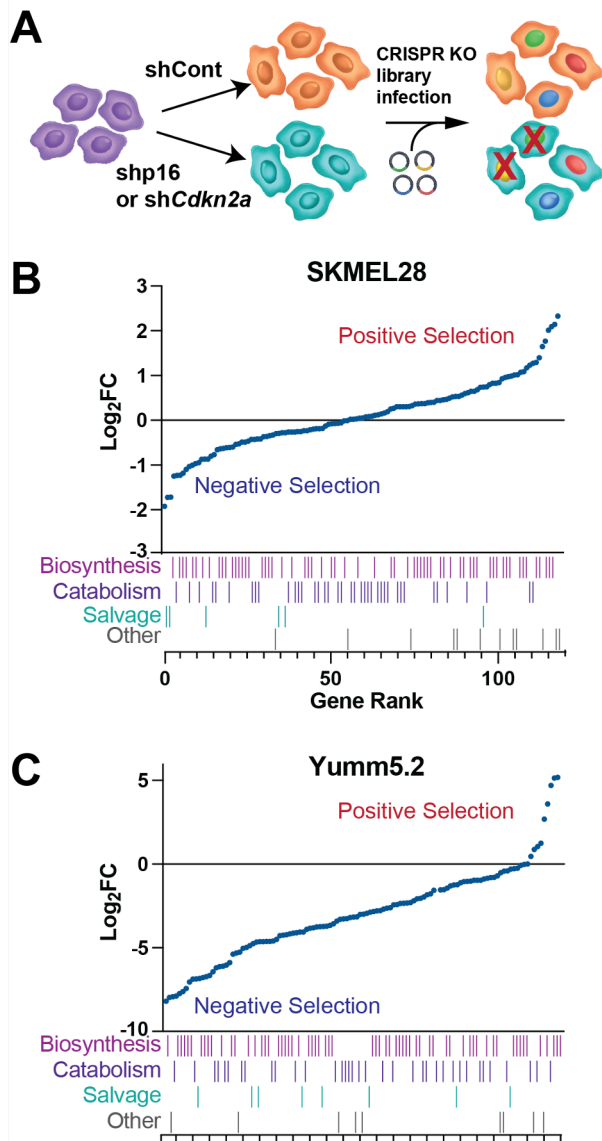 A
shCont
shp16
or shCdkn2a
CRISPR KO
library
infection
X
X
B
SKMEL28
3
2
1
0
-1
-2
-3
Log2FC
Positive Selection
Negative Selection
Biosynthesis
Catabolism
Salvage
Other
0
50
100
Gene Rank
C
Yumm5.2
5
0
-5
-10
Log2FC
Positive Selection
Negative Selection
Biosynthesis
Catabolism
Salvage
Other